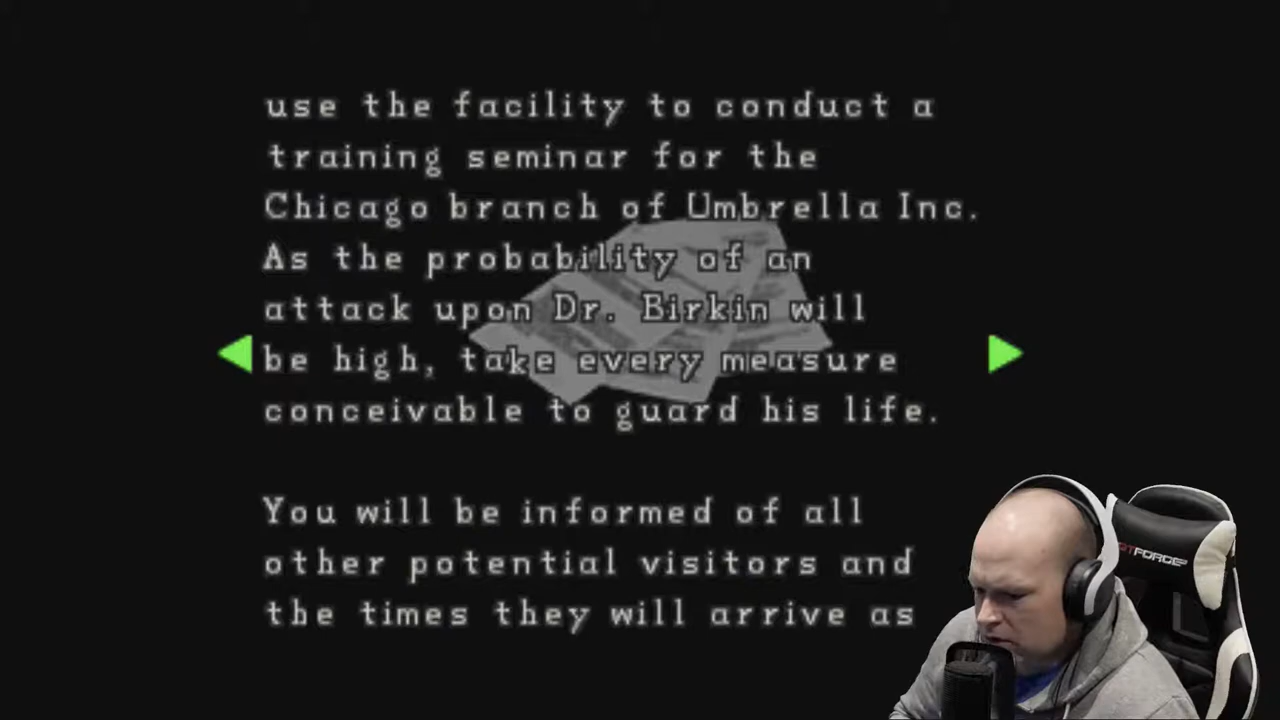 use the facility to conduct a
training seminar for the
Chicago branch of Umbrella Inc.
As the probability of an
attack upon Dr. Birkin will
be high, take every measure
conceivable to guard his life.
You will be informed of all
other potential visitors and
the times they will arrive as
GTFORCE